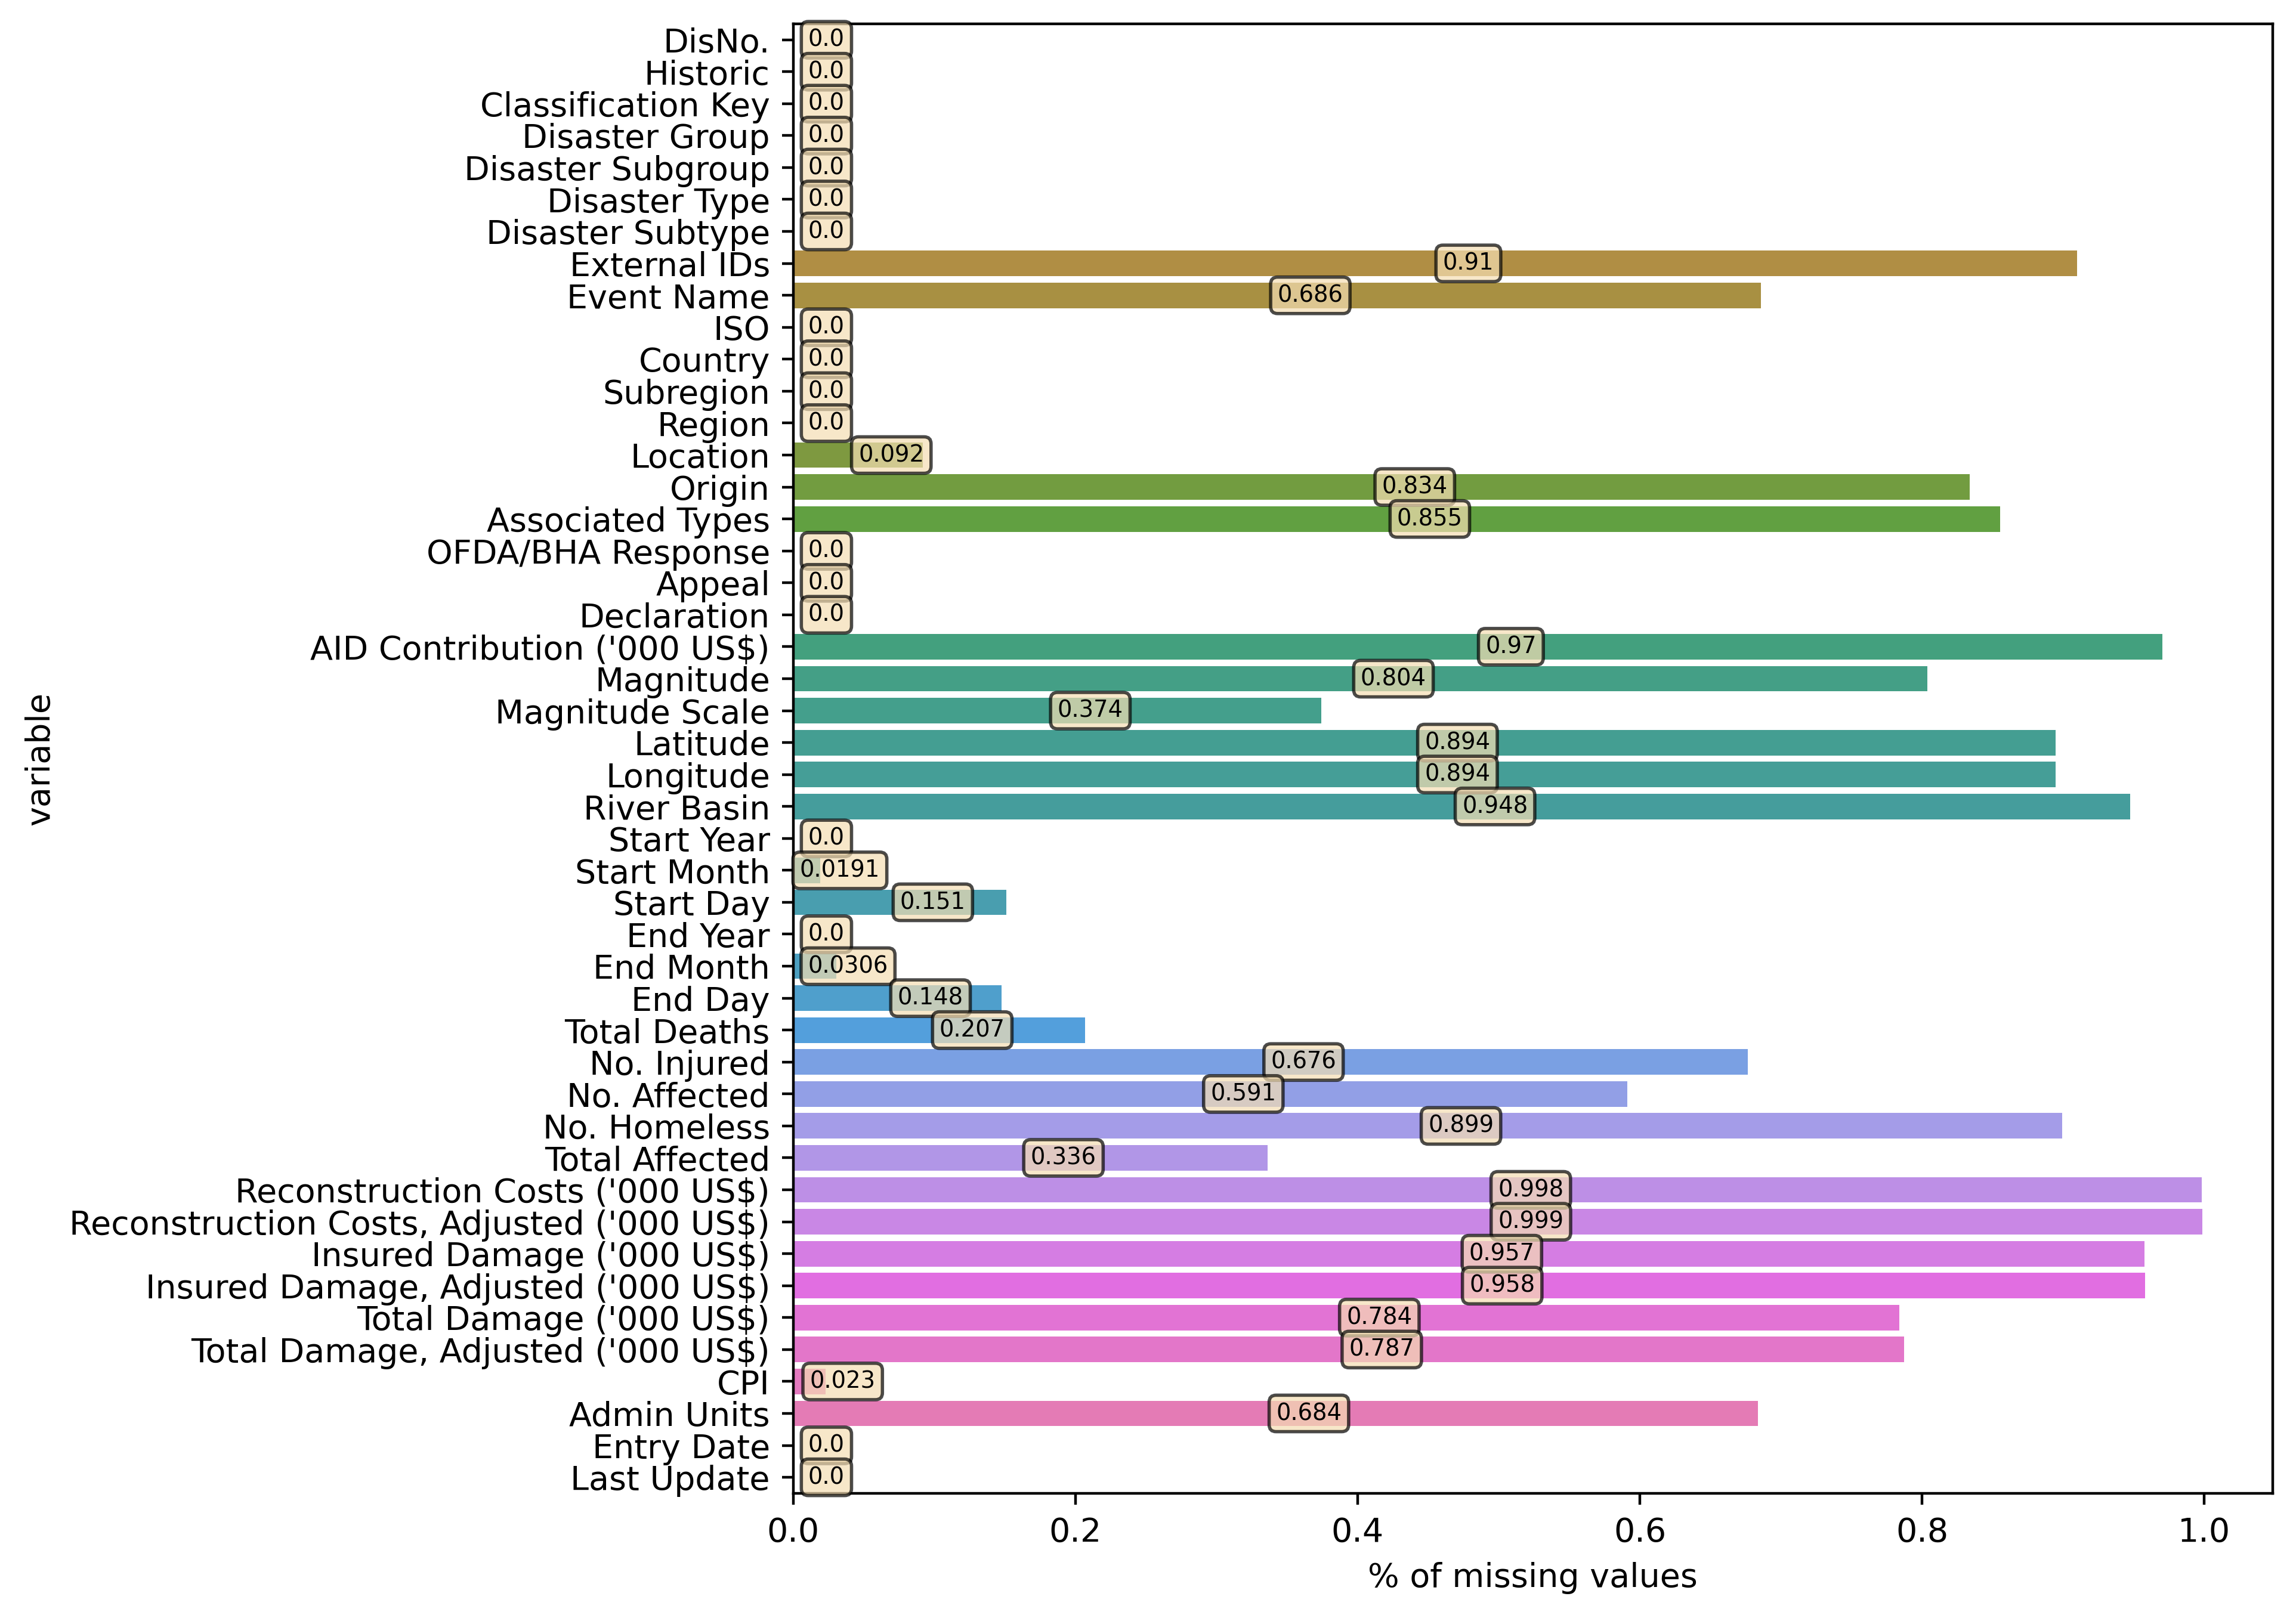 DisNo. 0.0
Historic 0.0
Classification Key 0.0
Disaster Group 0.0
Disaster Subgroup 0.0
Disaster Type 0.0
Disaster Subtype 0.0
External IDs 0.91
Event Name 0.686
ISO 0.0
Country 0.0
Subregion 0.0
Region 0.0
Location 0.092
Origin 0.834
Associated Types 0.855
OFDA/BHA Response 0.0
Appeal 0.0
Declaration 0.0
AID Contribution ('000 US$) 0.97
Magnitude 0.804
Magnitude Scale 0.374
Latitude 0.894
Longitude 0.894
River Basin 0.948
Start Year 0.0
Start Month 0.0191
Start Day 0.151
End Year 0.0
End Month 0.0306
End Day 0.148
Total Deaths 0.207
No. Injured 0.676
No. Affected 0.591
No. Homeless 0.899
Total Affected 0.336
Reconstruction Costs ('000 US$) 0.998
Reconstruction Costs, Adjusted ('000 US$) 0.999
Insured Damage ('000 US$) 0.957
Insured Damage, Adjusted ('000 US$) 0.958
Total Damage ('000 US$) 0.784
Total Damage, Adjusted ('000 US$) 0.787
CPI 0.023
Admin Units 0.684
Entry Date 0.0
Last Update 0.0
variable
0.0 0.2 0.4 0.6 0.8 1.0
% of missing values